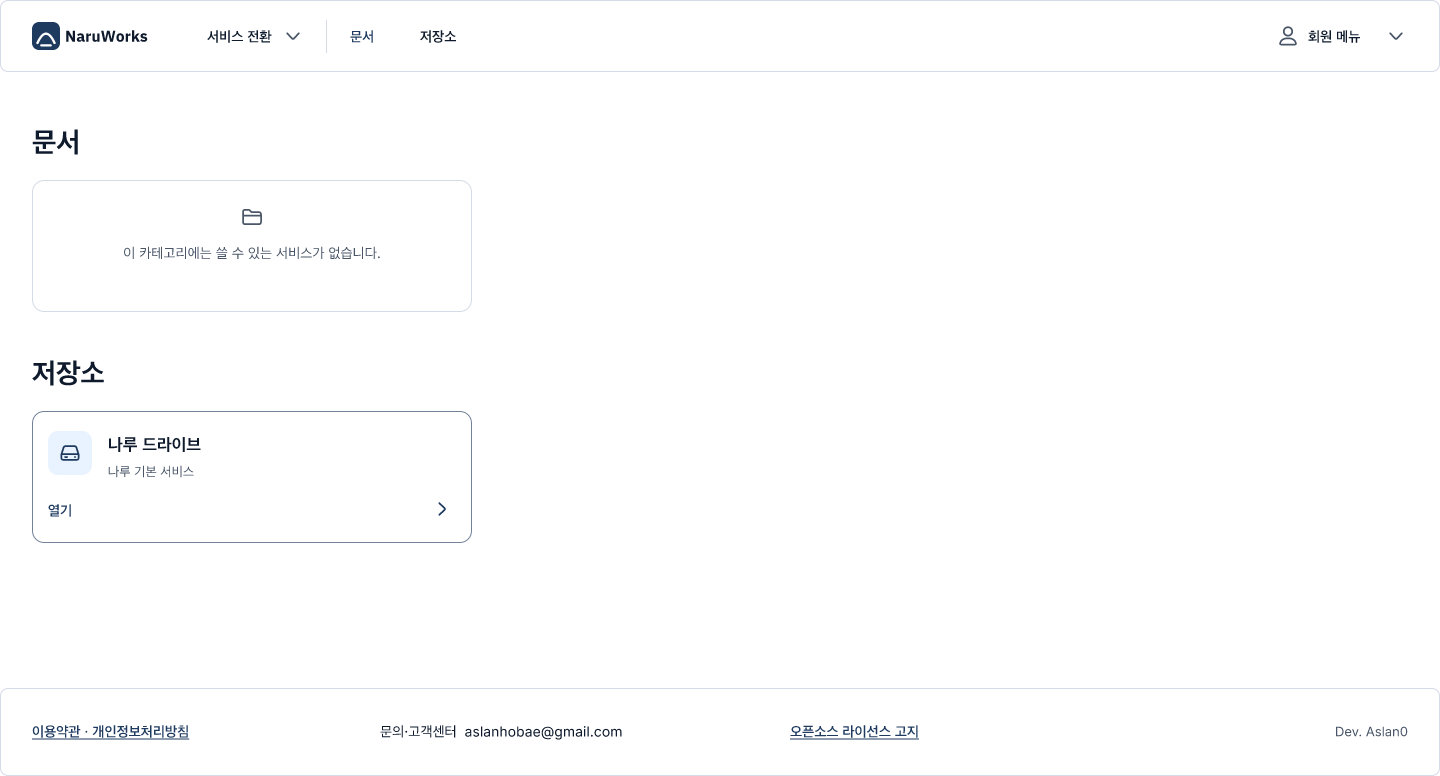 NaruWorks 서비스 전환 문서 저장소 회원 메뉴
문서
이 카테고리에는 쓸 수 있는 서비스가 없습니다.
저장소
나루 드라이브
나루 기본 서비스
열기
이용약관 · 개인정보처리방침 문의·고객센터 aslanhobae@gmail.com 오픈소스 라이선스 고지 Dev. Aslan0